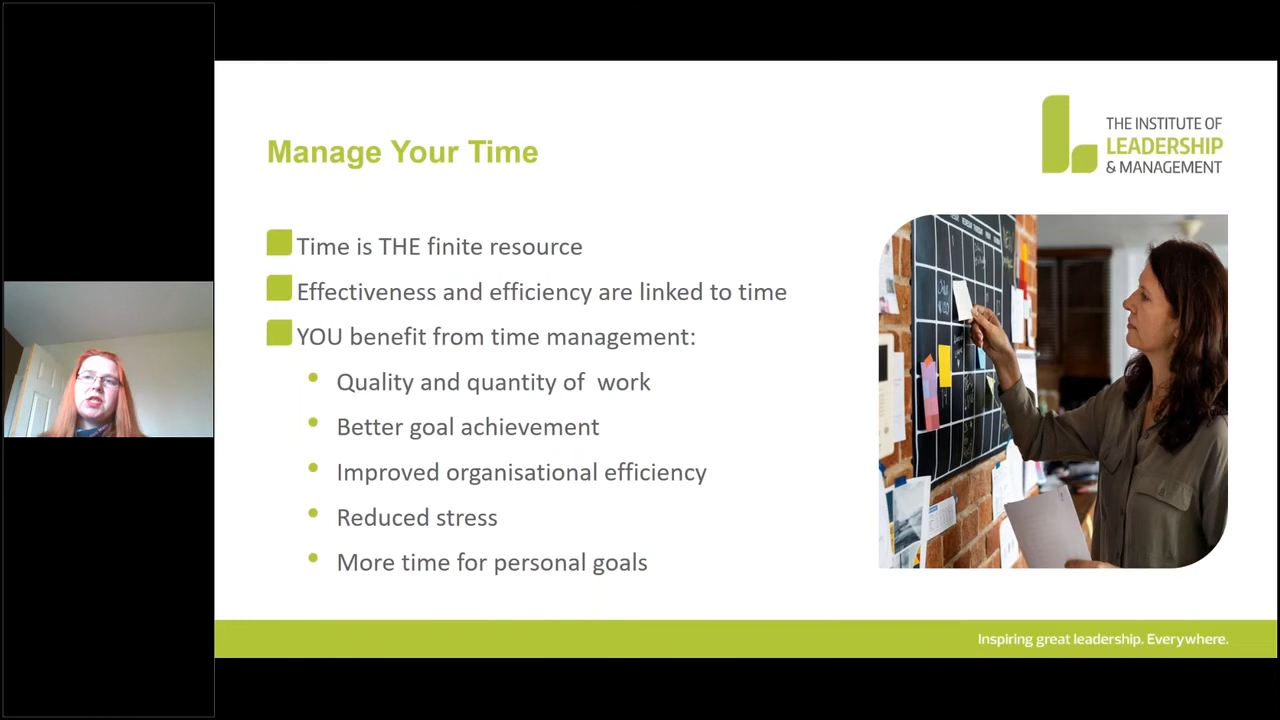 Manage Your Time
THE INSTITUTE OF
LEADERSHIP
& MANAGEMENT
Time is THE finite resource
Effectiveness and efficiency are linked to time
YOU benefit from time management:
Quality and quantity of  work
Better goal achievement
Improved organisational efficiency
Reduced stress
More time for personal goals
Inspiring great leadership. Everywhere.